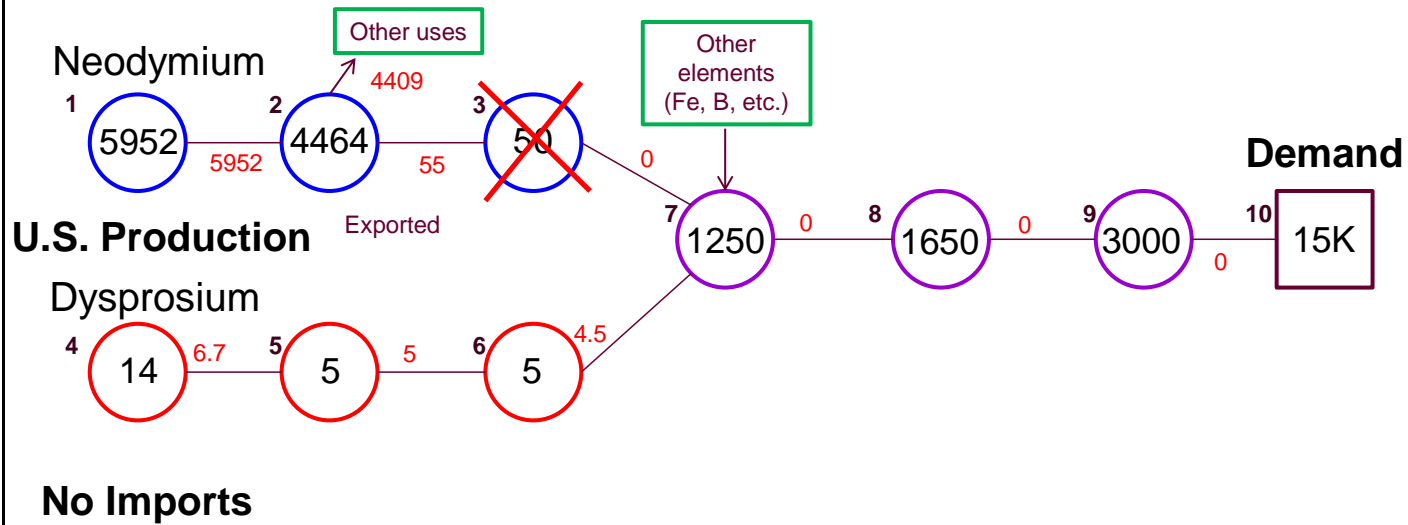 Other uses
Other
elements
(Fe, B, etc.)
Neodymium
4409
1 2 3
5952 4464 50
5952 55 0
Demand
7 8 9 10
1250 0 1650 0 3000 0 15K
U.S. Production
Exported
Dysprosium
4 5 6
14 6.7 5 5 5 4.5
No Imports